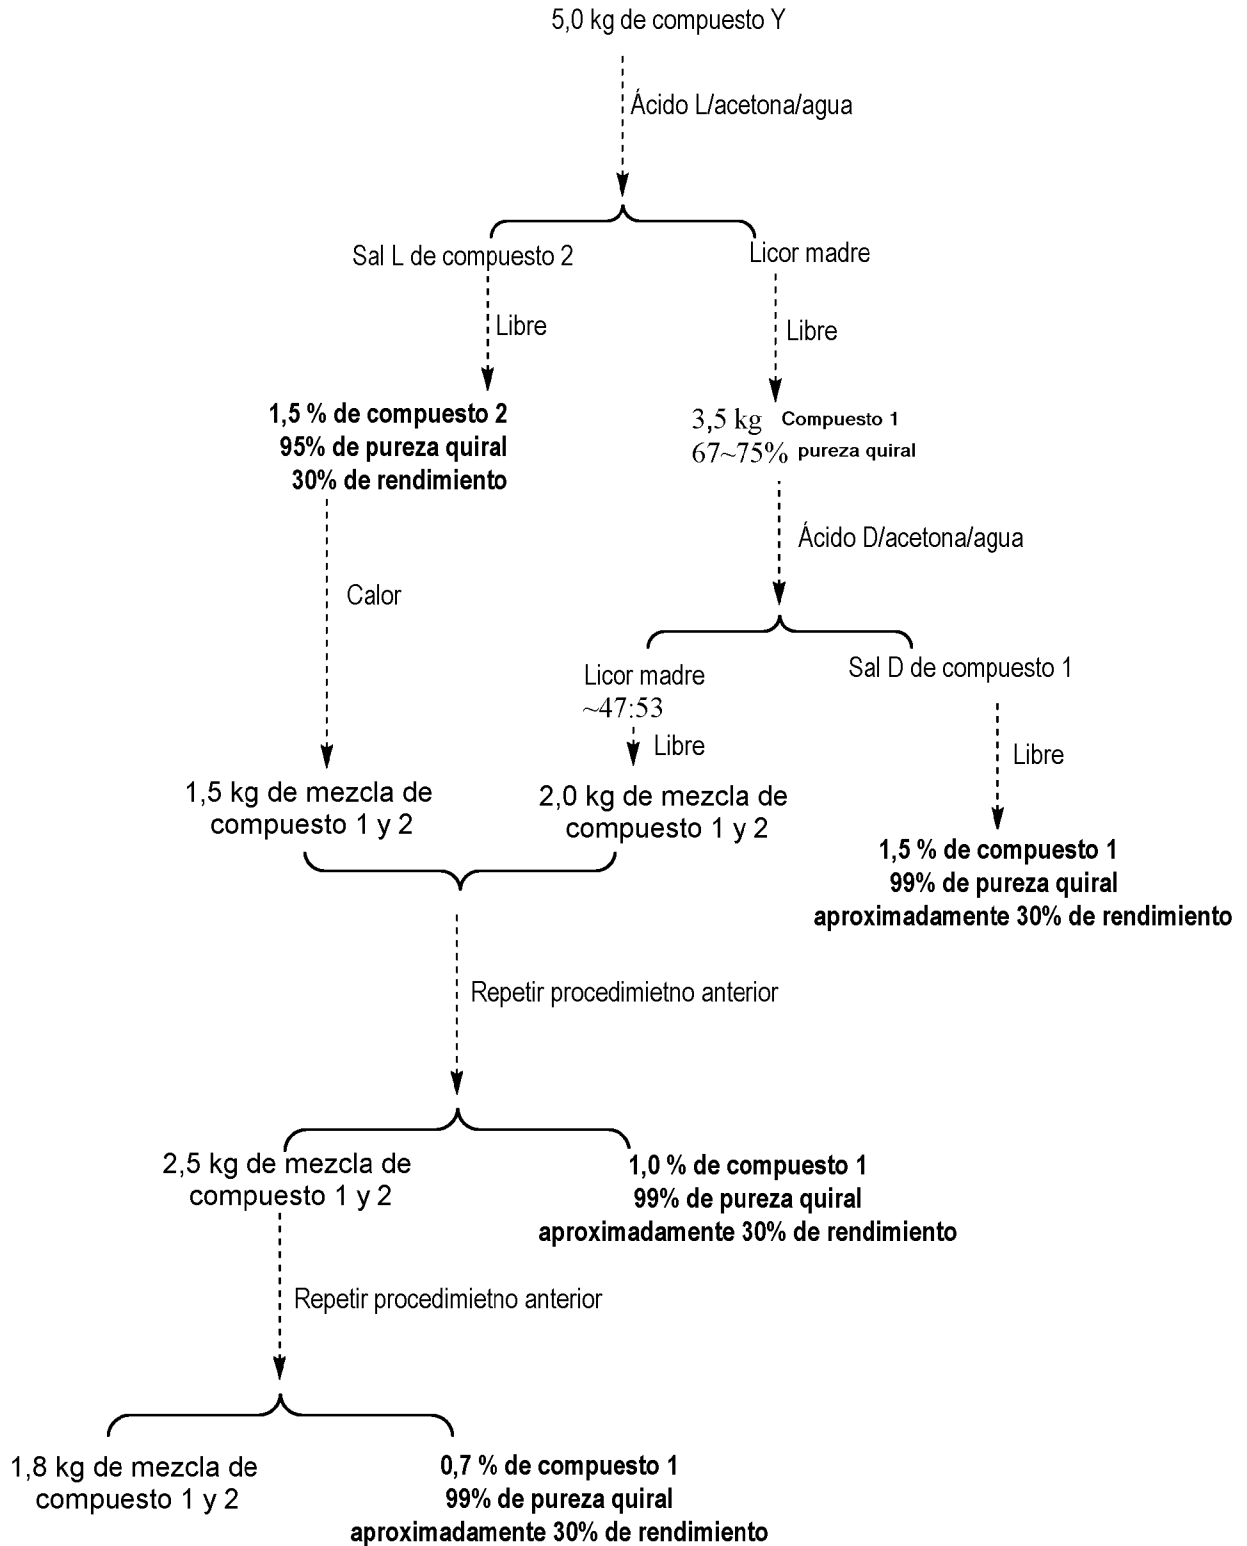 5,0 kg de compuesto Y
Ácido L/acetona/agua
Sal L de compuesto 2
Licor madre
Libre
Libre
1,5 % de compuesto 2
95% de pureza quiral
30% de rendimiento
3,5 kg Compuesto 1
67~75% pureza quiral
Ácido D/acetona/agua
Calor
Licor madre
~47:53
Sal D de compuesto 1
Libre
Libre
1,5 kg de mezcla de
compuesto 1 y 2
2,0 kg de mezcla de
compuesto 1 y 2
1,5 % de compuesto 1
99% de pureza quiral
aproximadamente 30% de rendimiento
Repetir procedimietno anterior
2,5 kg de mezcla de
compuesto 1 y 2
1,0 % de compuesto 1
99% de pureza quiral
aproximadamente 30% de rendimiento
Repetir procedimietno anterior
1,8 kg de mezcla de
compuesto 1 y 2
0,7 % de compuesto 1
99% de pureza quiral
aproximadamente 30% de rendimiento